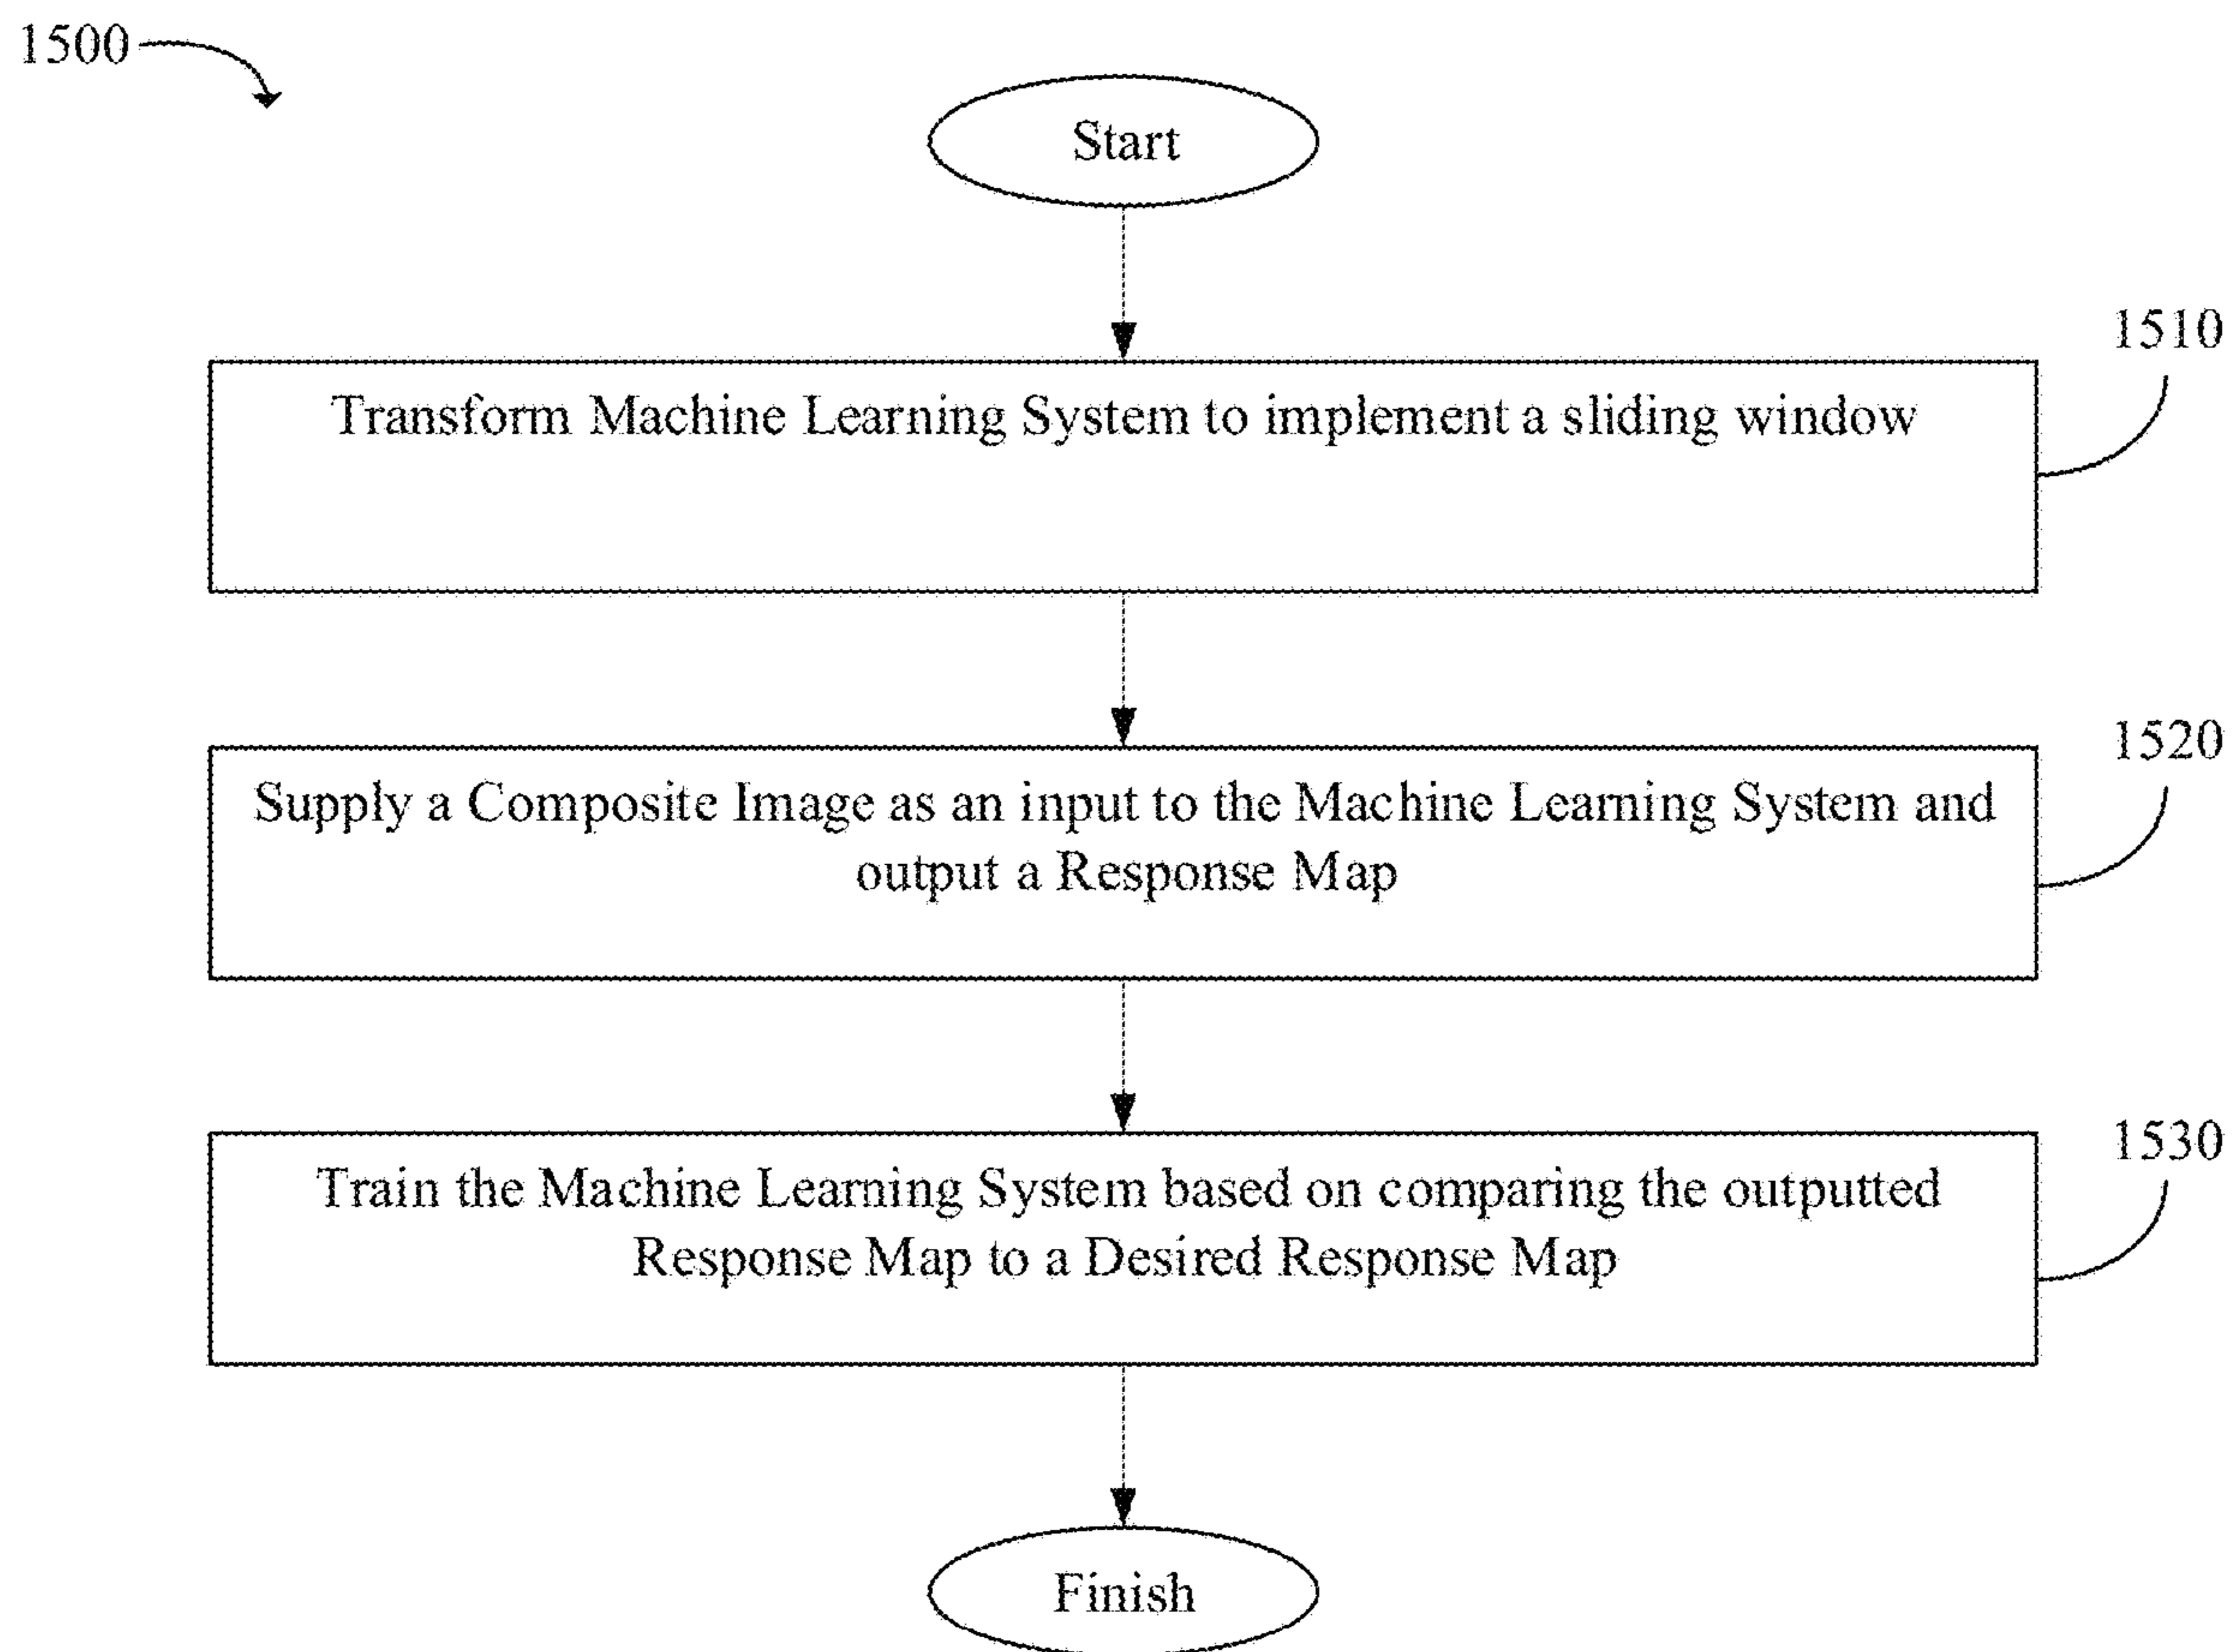 1500
Start
1510
Transform Machine Learning System to implement a sliding window
1520
Supply a Composite Image as an input to the Machine Learning System and
output a Response Map
1530
Train the Machine Learning System based on comparing the outputted
Response Map to a Desired Response Map
Finish